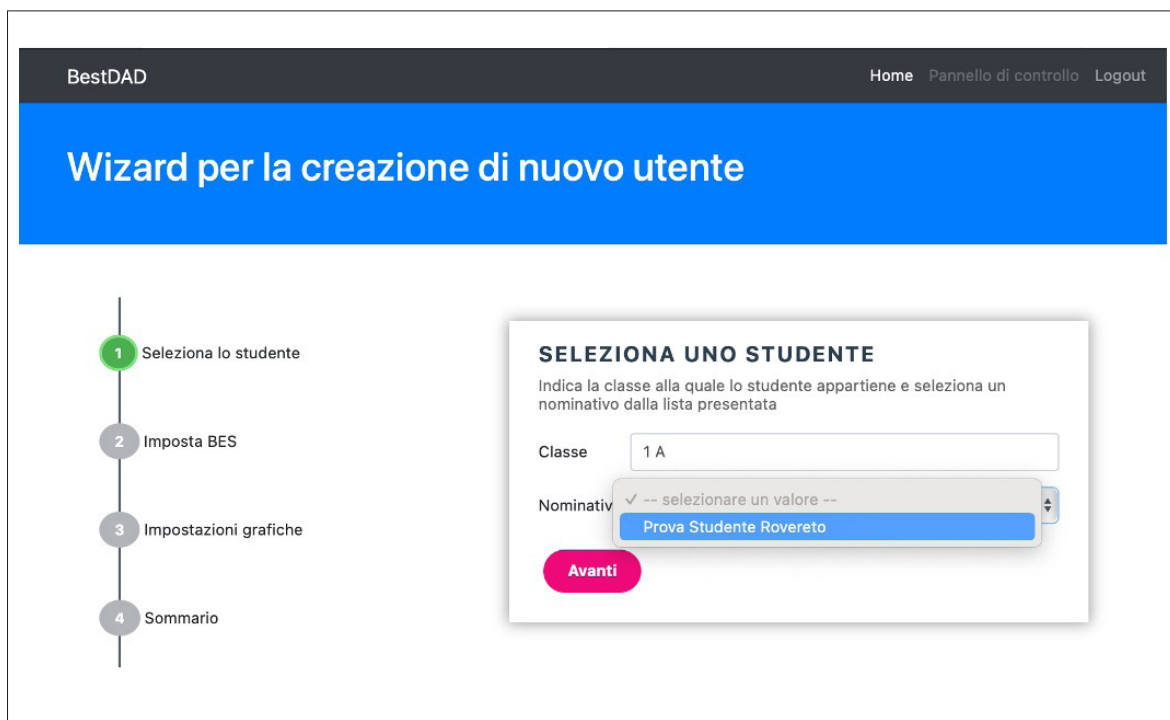 BestDAD
Home Pannello di controllo Logout
Wizard per la creazione di nuovo utente
1 Seleziona lo studente
2 Imposta BES
3 Impostazioni grafiche
4 Sommario
SELEZIONA UNO STUDENTE
Indica la classe alla quale lo studente appartiene e seleziona un
nominativo dalla lista presentata
Classe 1 A
Nominativ ✓ -- selezionare un valore --
Prova Studente Rovereto
Avanti